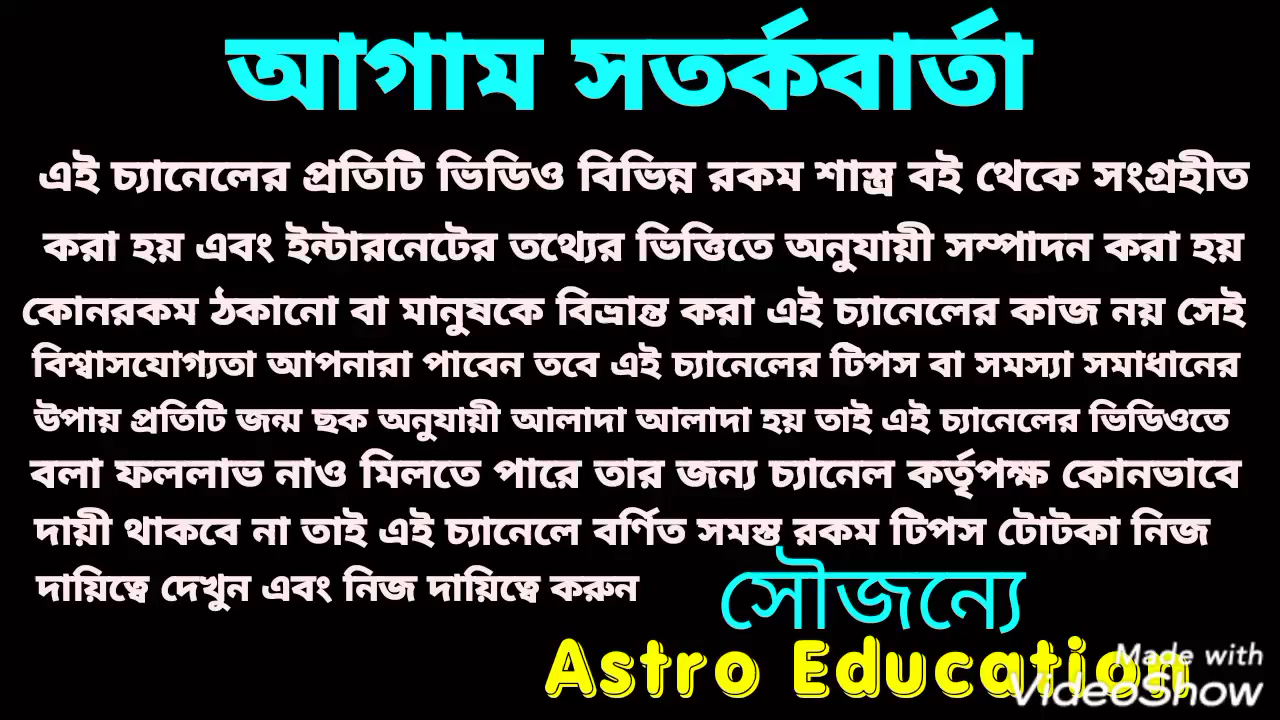 আগাম সতর্কবার্তা
এই চ্যানেলের প্রতিটি ভিডিও বিভিন্ন রকম শাস্ত্র বই থেকে সংগ্রহীত
করা হয় এবং ইন্টারনেটের তথ্যের ভিত্তিতে অনুযায়ী সম্পাদন করা হয়
কোনরকম ঠকানো বা মানুষকে বিভ্রান্ত করা এই চ্যানেলের কাজ নয় সেই
বিশ্বাসযোগ্যতা আপনারা পাবেন তবে এই চ্যানেলের টিপস বা সমস্যা সমাধানের
উপায় প্রতিটি জন্ম ছক অনুযায়ী আলাদা আলাদা হয় তাই এই চ্যানেলের ভিডিওতে
বলা ফললাভ নাও মিলতে পারে তার জন্য চ্যানেল কর্তৃপক্ষ কোনভাবে
দায়ী থাকবে না তাই এই চ্যানেলে বর্ণিত সমস্ত রকম টিপস টোটকা নিজ
দায়িত্বে দেখুন এবং নিজ দায়িত্বে করুন
সৌজন্যে
Astro Education
Made with
VideoShow